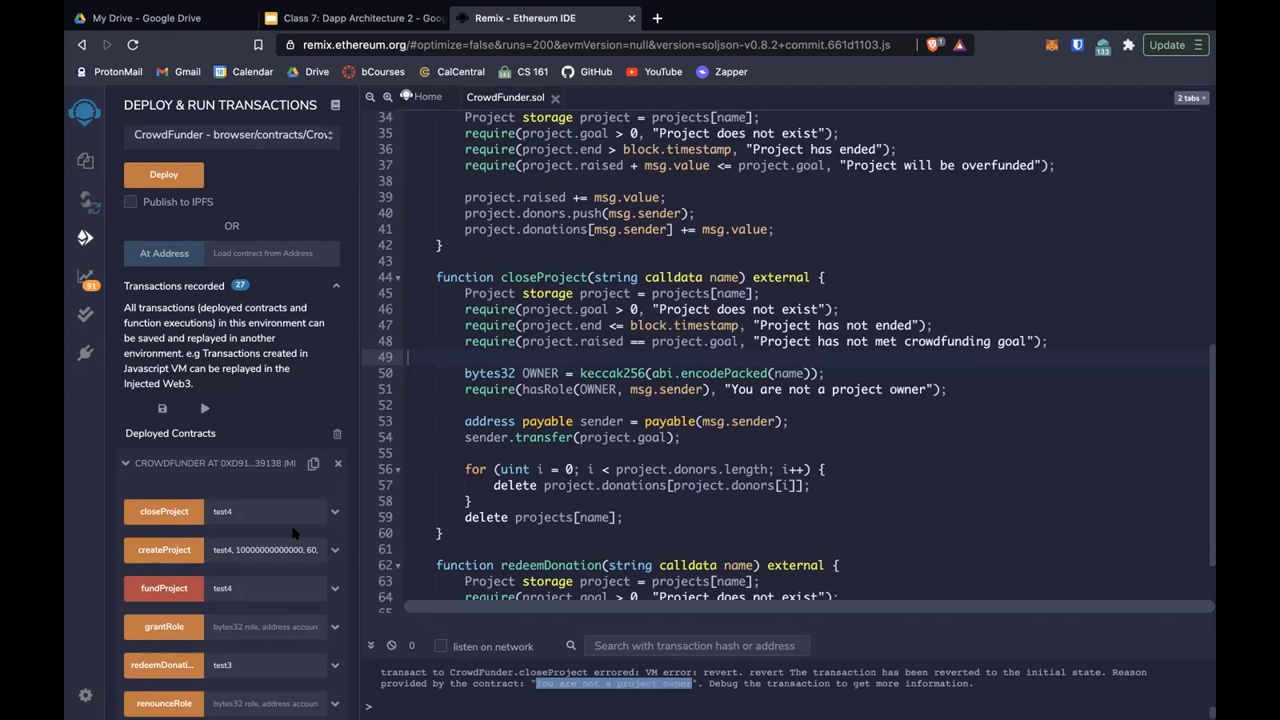 My Drive - Google Drive
Class 7: Dapp Architecture 2 - Goo
Remix - Ethereum IDE
remix.ethereum.org/#optimize=false&runs=200&evmVersion=null&version=soljson-v0.8.2+commit.661d1103.js
1
133
Update
ProtonMail
Gmail
18
Calendar
Drive
bCourses
CalCentral
CS 161
GitHub
YouTube
Zapper
DEPLOY & RUN TRANSACTIONS
CrowdFunder - browser/contracts/Crow
Deploy
Publish to IPFS
OR
At Address
Load contract from Address
Transactions recorded 27
All transactions (deployed contracts and
function executions) in this environment can
be saved and replayed in another
environment. e.g Transactions created in
Javascript VM can be replayed in the
Injected Web3.
Deployed Contracts
CROWDFUNDER AT 0XD91...39138 (MI
closeProject test4
createProject test4, 10000000000000, 60,
fundProject test4
grantRole bytes32 role, address accoun
redeemDonati... test3
renounceRole bytes32 role, address accoun
91
Home
CrowdFunder.sol
2 tabs
34 Project storage project = projects[name];
35 require(project.goal > 0, "Project does not exist");
36 require(project.end > block.timestamp, "Project has ended");
37 require(project.raised + msg.value <= project.goal, "Project will be overfunded");
38
39 project.raised += msg.value;
40 project.donors.push(msg.sender);
41 project.donations[msg.sender] += msg.value;
42 }
43
44 function closeProject(string calldata name) external {
45 Project storage project = projects[name];
46 require(project.goal > 0, "Project does not exist");
47 require(project.end <= block.timestamp, "Project has not ended");
48 require(project.raised == project.goal, "Project has not met crowdfunding goal");
49
50 bytes32 OWNER = keccak256(abi.encodePacked(name));
51 require(hasRole(OWNER, msg.sender), "You are not a project owner");
52
53 address payable sender = payable(msg.sender);
54 sender.transfer(project.goal);
55
56 for (uint i = 0; i < project.donors.length; i++) {
57 delete project.donations[project.donors[i]];
58 }
59 delete projects[name];
60 }
61
62 function redeemDonation(string calldata name) external {
63 Project storage project = projects[name];
64 require(project.goal > 0, "Project does not exist");
65
0
listen on network
Search with transaction hash or address
transact to CrowdFunder.closeProject errored: VM error: revert. revert The transaction has been reverted to the initial state. Reason
provided by the contract: "You are not a project owner". Debug the transaction to get more information.
>